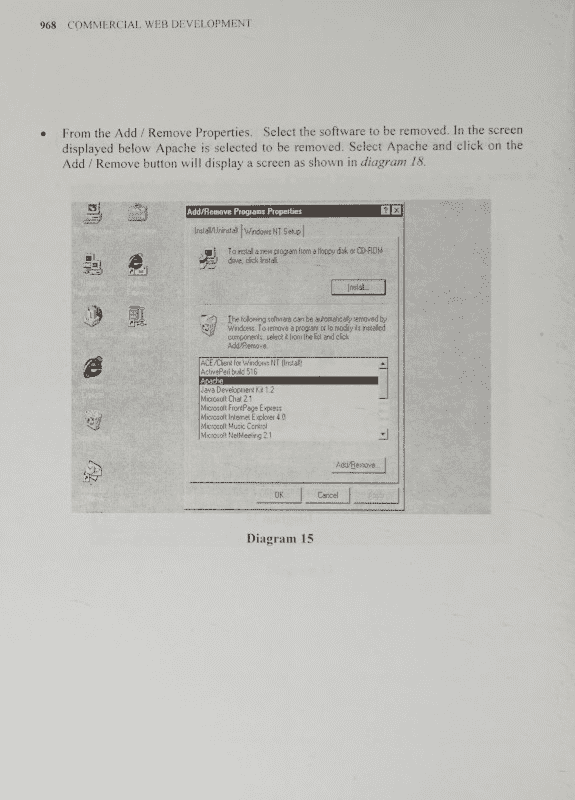 968 COMMERCIAL WEB DEVELOPMENT
• From the Add / Remove Properties. Select the software to be removed. In the screen
displayed below Apache is selected to be removed. Select Apache and click on the
Add / Remove button will display a screen as shown in diagram 18.
Add/Remove Programs Properties
Install/Uninstall Windows NT Setup
To install a new program from a floppy disk or CD-ROM
drive, click Install.
Install...
The following software can be automatically removed by
Windows. To remove a program or to modify its installed
components, select it from the list and click
Add/Remove.
ACE/Client for Windows NT (Install)
ActivePerl build 516
Apache
Java Development Kit 1.2
Microsoft Chat 2.1
Microsoft FrontPage Express
Microsoft Internet Explorer 4.0
Microsoft Music Control
Microsoft NetMeeting 2.1
Add/Remove...
OK Cancel
Diagram 15